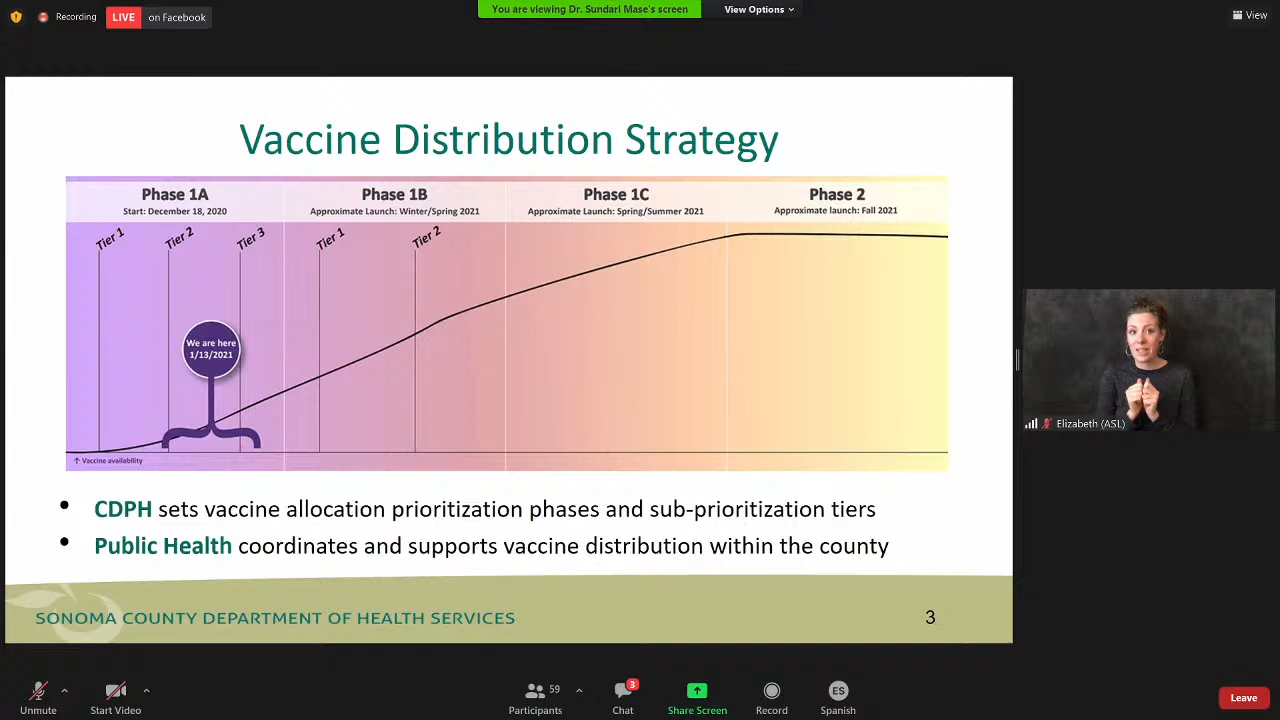 Recording
LIVE on Facebook
You are viewing Dr. Sundari Mase's screen
View Options
View
Vaccine Distribution Strategy
Phase 1A
Start: December 18, 2020
Phase 1B
Approximate Launch: Winter/Spring 2021
Phase 1C
Approximate Launch: Spring/Summer 2021
Phase 2
Approximate launch: Fall 2021
Tier 1
Tier 2
Tier 3
Tier 1
Tier 2
We are here
1/13/2021
↑ Vaccine availability
• CDPH sets vaccine allocation prioritization phases and sub-prioritization tiers
• Public Health coordinates and supports vaccine distribution within the county
SONOMA COUNTY DEPARTMENT OF HEALTH SERVICES
3
Elizabeth (ASL)
Unmute
Start Video
59
Participants
3
Chat
Share Screen
Record
ES
Spanish
Leave